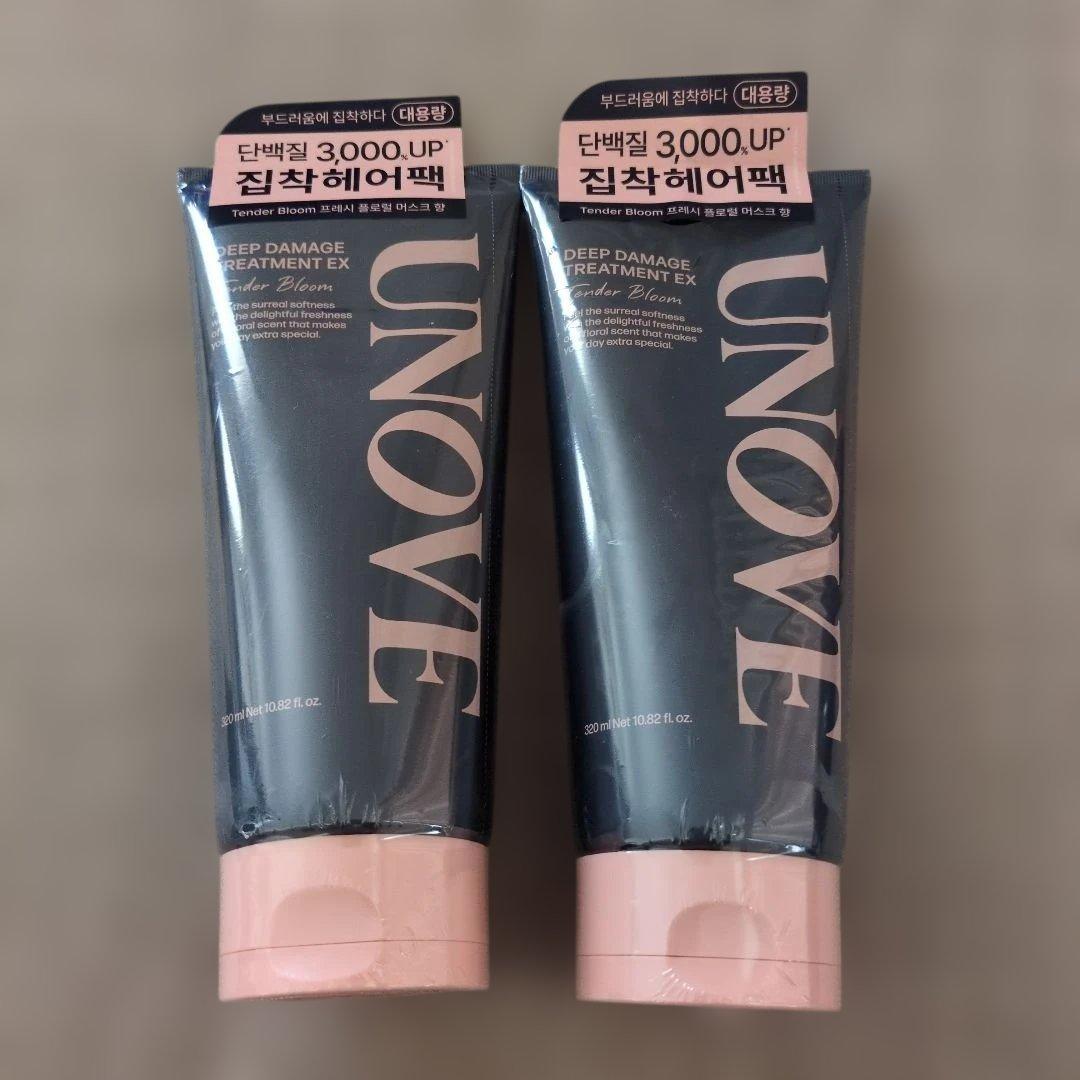 부드러움에 집착하다 대용량
단백질 3,000% UP*
집착헤어팩
Tender Bloom 프레시 플로럴 머스크 향
DEEP DAMAGE
TREATMENT EX
Tender Bloom
Feel the surreal softness
with the delightful freshness
of floral scent that makes
your day extra special.
UNOVE
320 ml Net 10.82 fl. oz.
부드러움에 집착하다 대용량
단백질 3,000% UP*
집착헤어팩
Tender Bloom 프레시 플로럴 머스크 향
DEEP DAMAGE
TREATMENT EX
Tender Bloom
Feel the surreal softness
with the delightful freshness
our floral scent that makes
your day extra special.
UNOVE
320 ml Net 10.82 fl. oz.